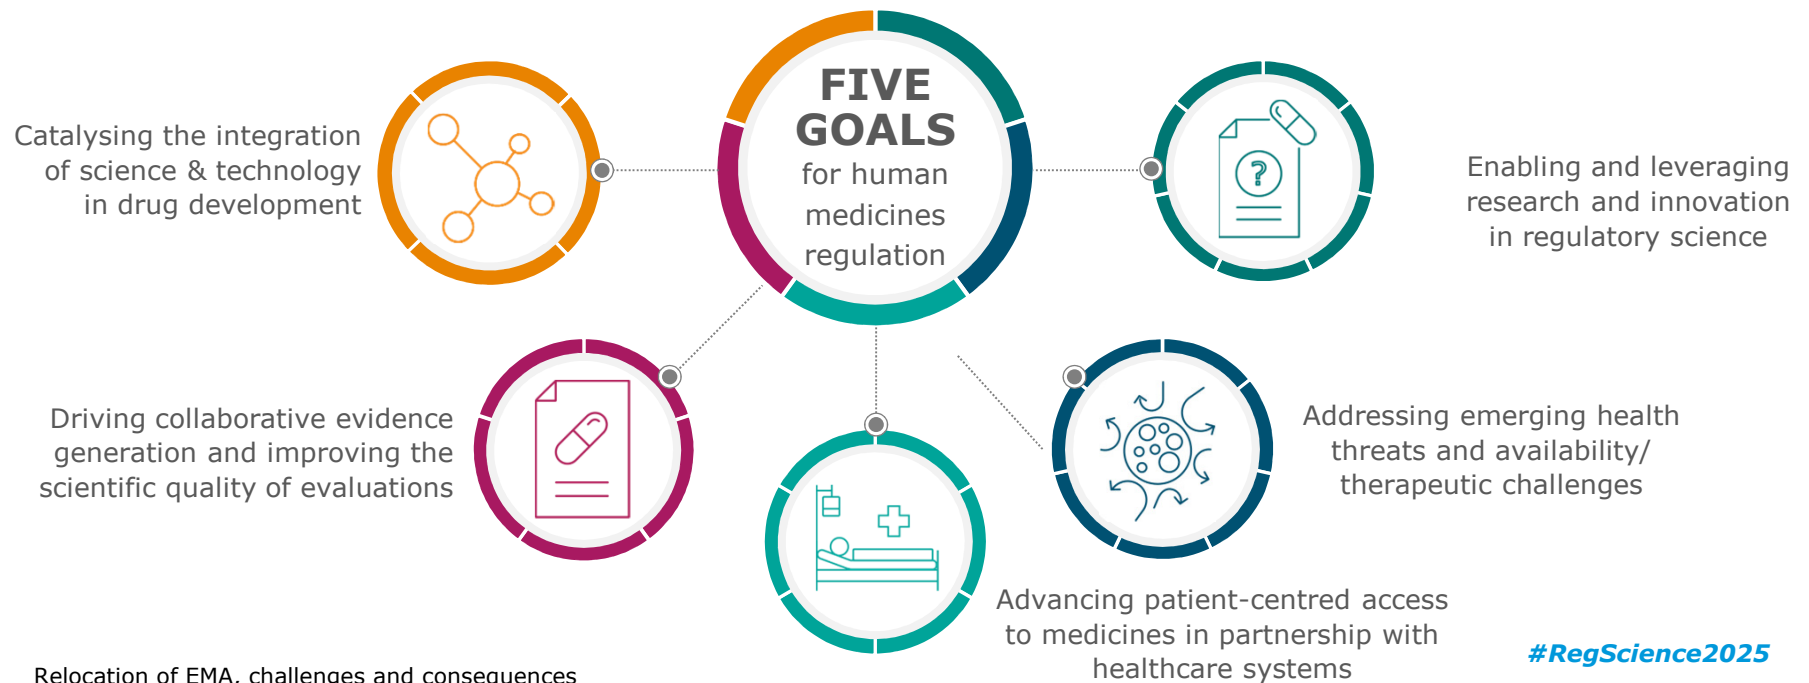 FIVE
GOALS
for human
medicines
regulation
Catalysing the integration
of science & technology
in drug development
Enabling and leveraging
research and innovation
in regulatory science
?
Driving collaborative evidence
generation and improving the
scientific quality of evaluations
Addressing emerging health
threats and availability/
therapeutic challenges
Advancing patient-centred access
to medicines in partnership with
healthcare systems
#RegScience2025
Relocation of EMA, challenges and consequences